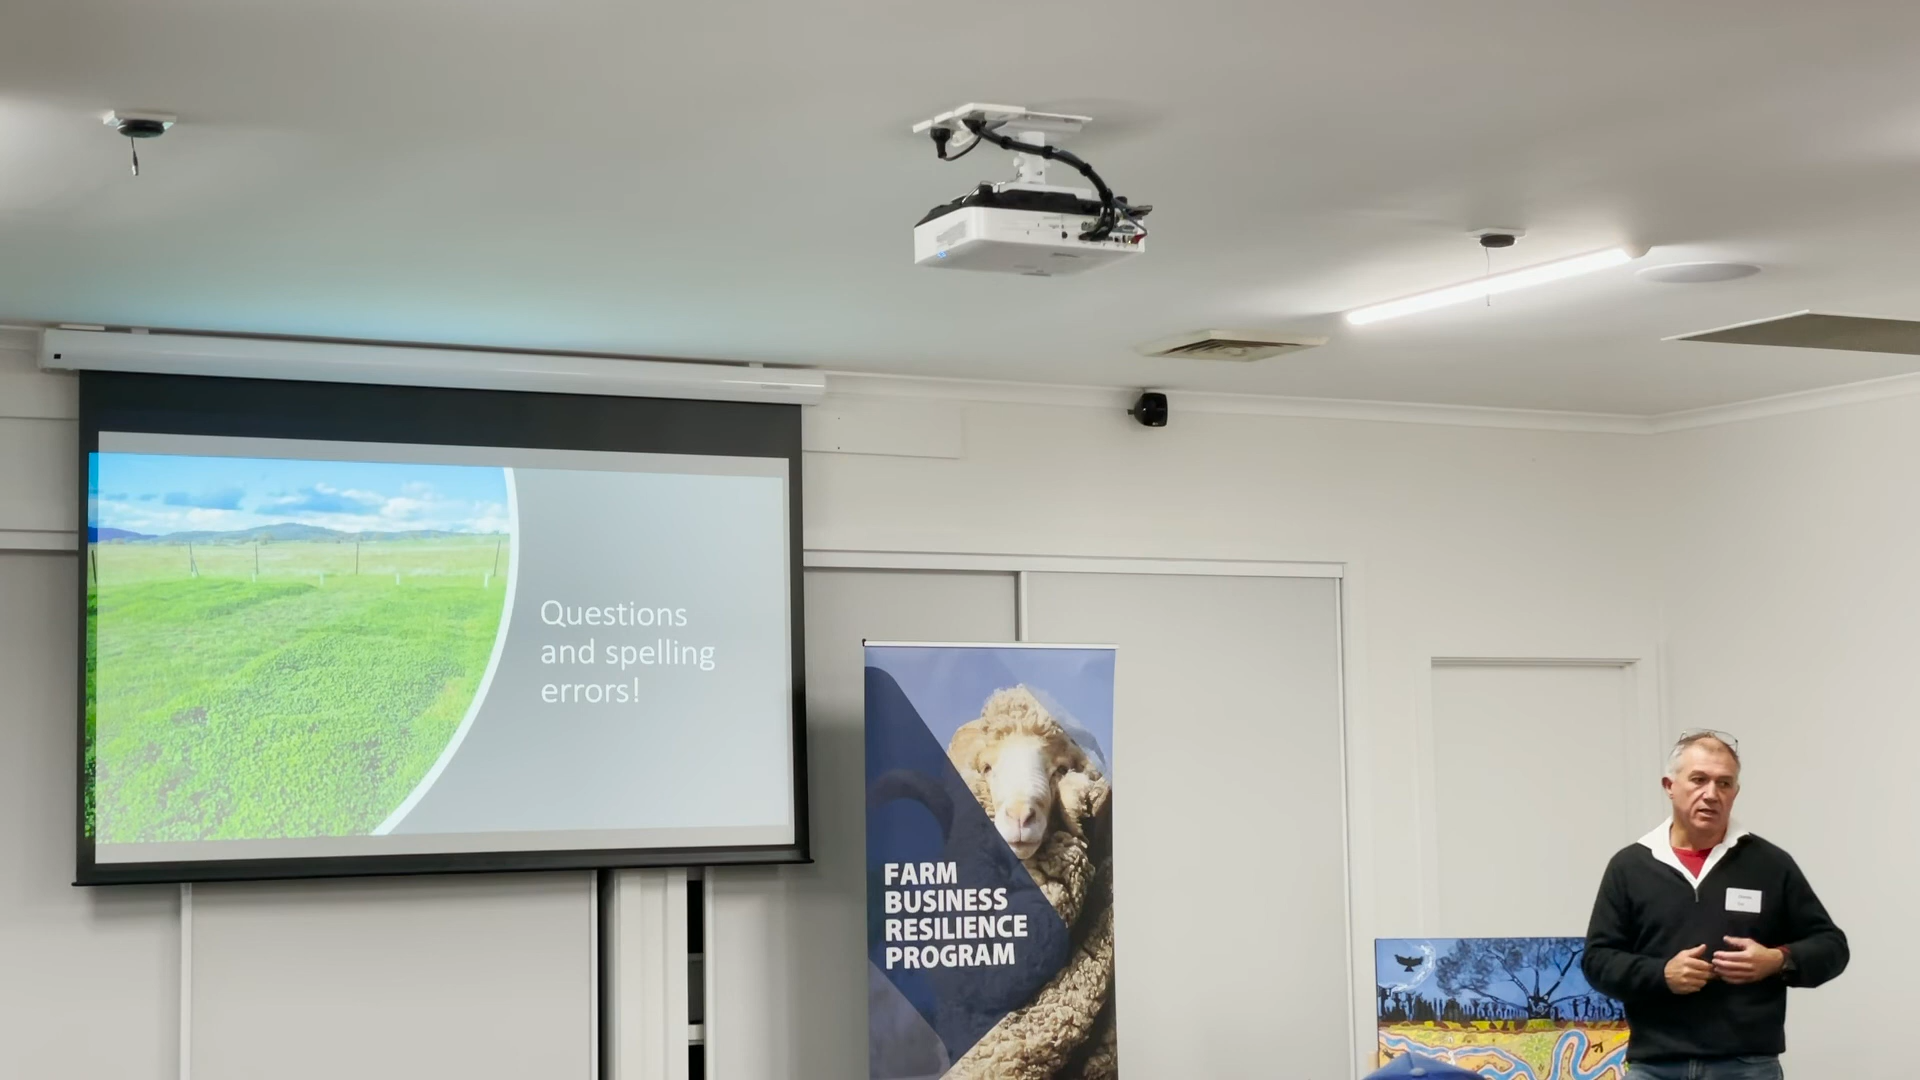 Questions
and spelling
errors!
FARM
BUSINESS
RESILIENCE
PROGRAM